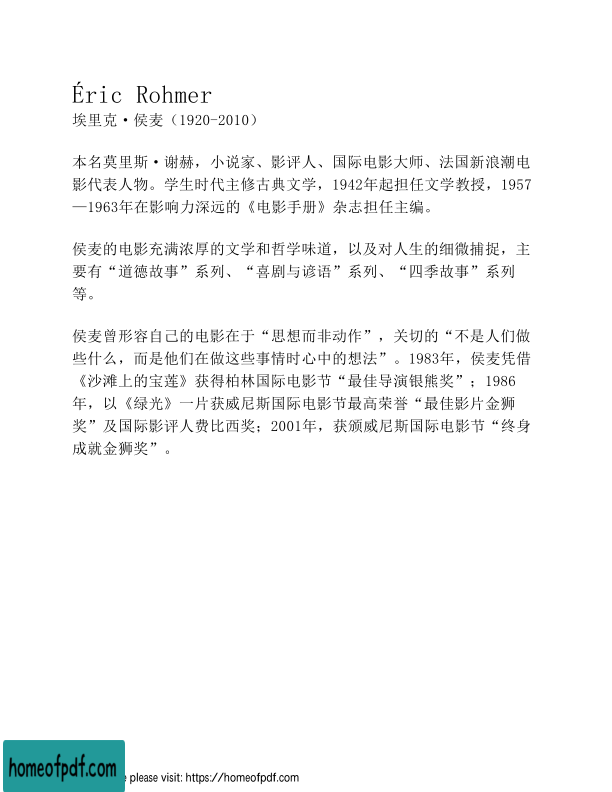 Éric Rohmer
埃里克·侯麦（1920-2010）
本名莫里斯·谢赫，小说家、影评人、国际电影大师、法国新浪潮电
影代表人物。学生时代主修古典文学，1942年起担任文学教授，1957
—1963年在影响力深远的《电影手册》杂志担任主编。
侯麦的电影充满浓厚的文学和哲学味道，以及对人生的细微捕捉，主
要有“道德故事”系列、“喜剧与谚语”系列、“四季故事”系列
等。
侯麦曾形容自己的电影在于“思想而非动作”，关切的“不是人们做
些什么，而是他们在做这些事情时心中的想法”。1983年，侯麦凭借
《沙滩上的宝莲》获得柏林国际电影节“最佳导演银熊奖”；1986
年，以《绿光》一片获威尼斯国际电影节最高荣誉“最佳影片金狮
奖”及国际影评人费比西奖；2001年，获颁威尼斯国际电影节“终身
成就金狮奖”。
homeofpdf.com
please visit: https://homeofpdf.com